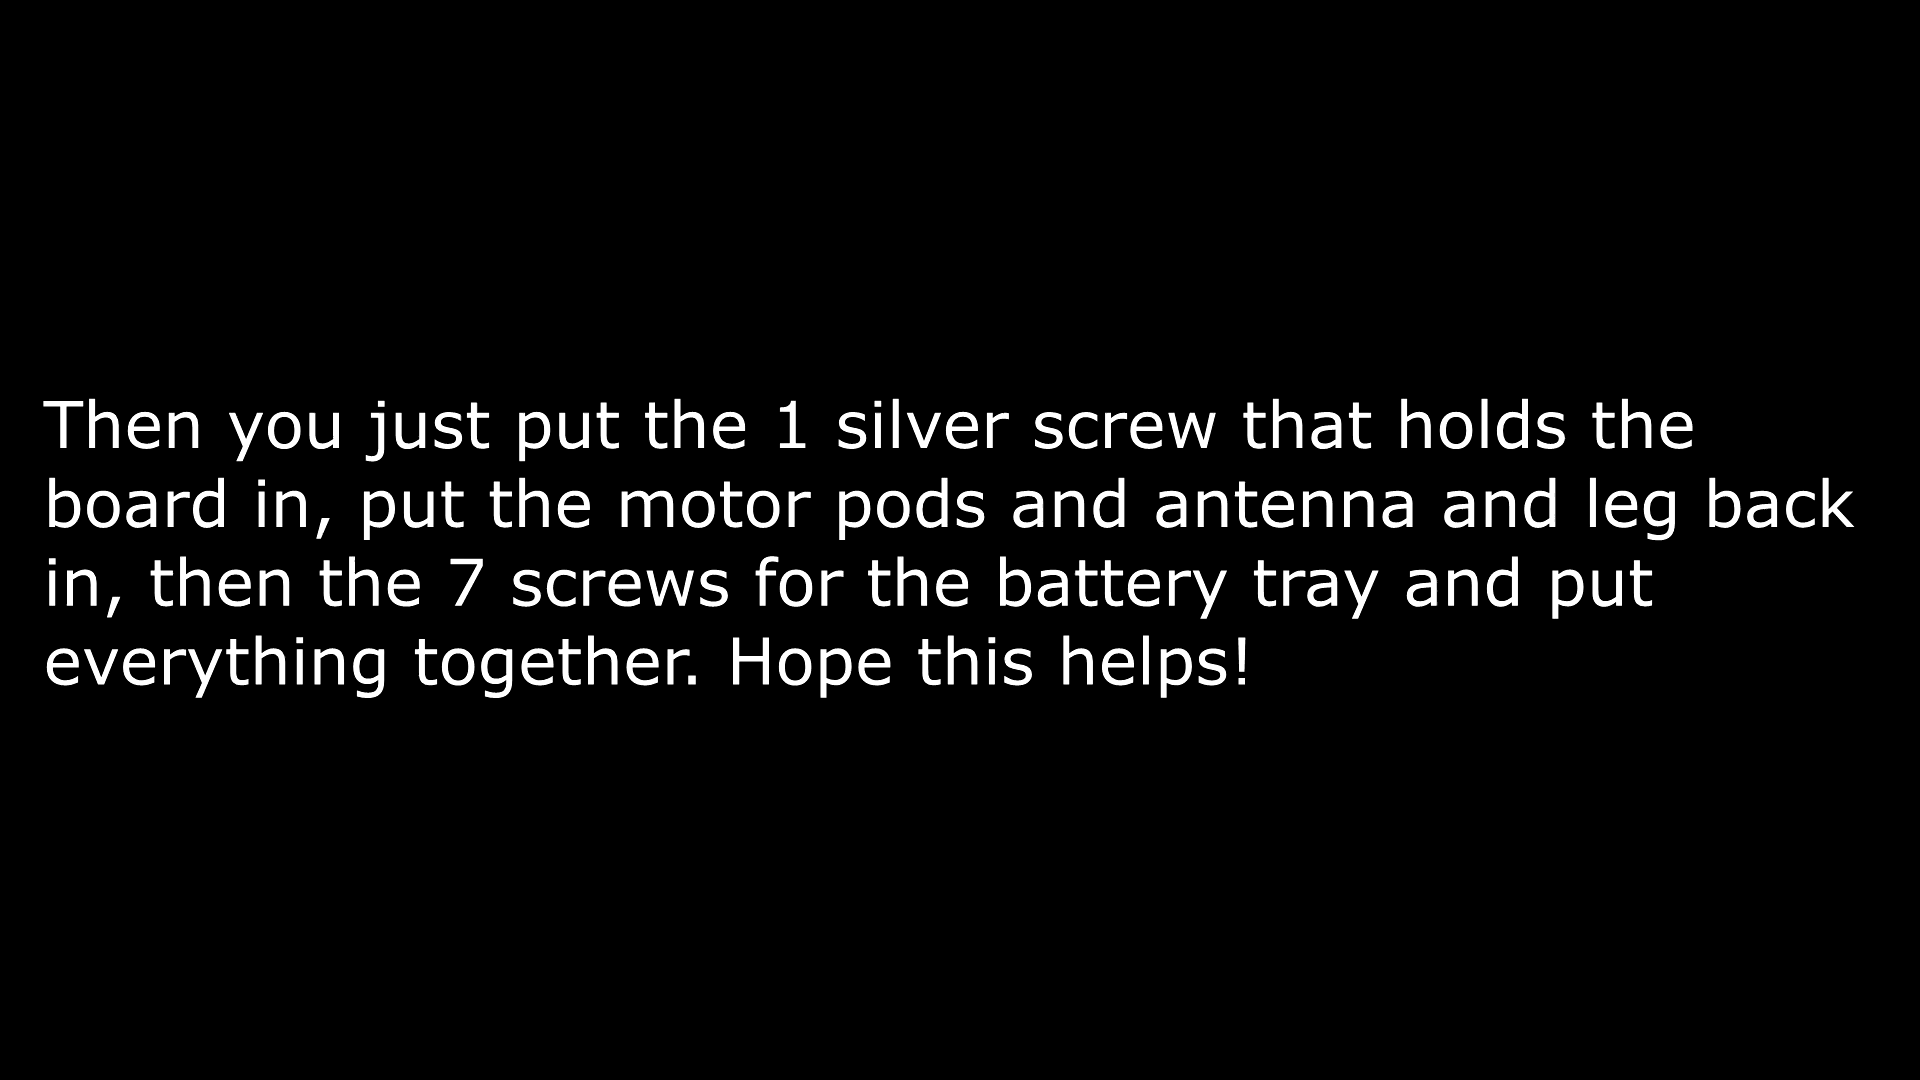 Then you just put the 1 silver screw that holds the
board in, put the motor pods and antenna and leg back
in, then the 7 screws for the battery tray and put
everything together. Hope this helps!